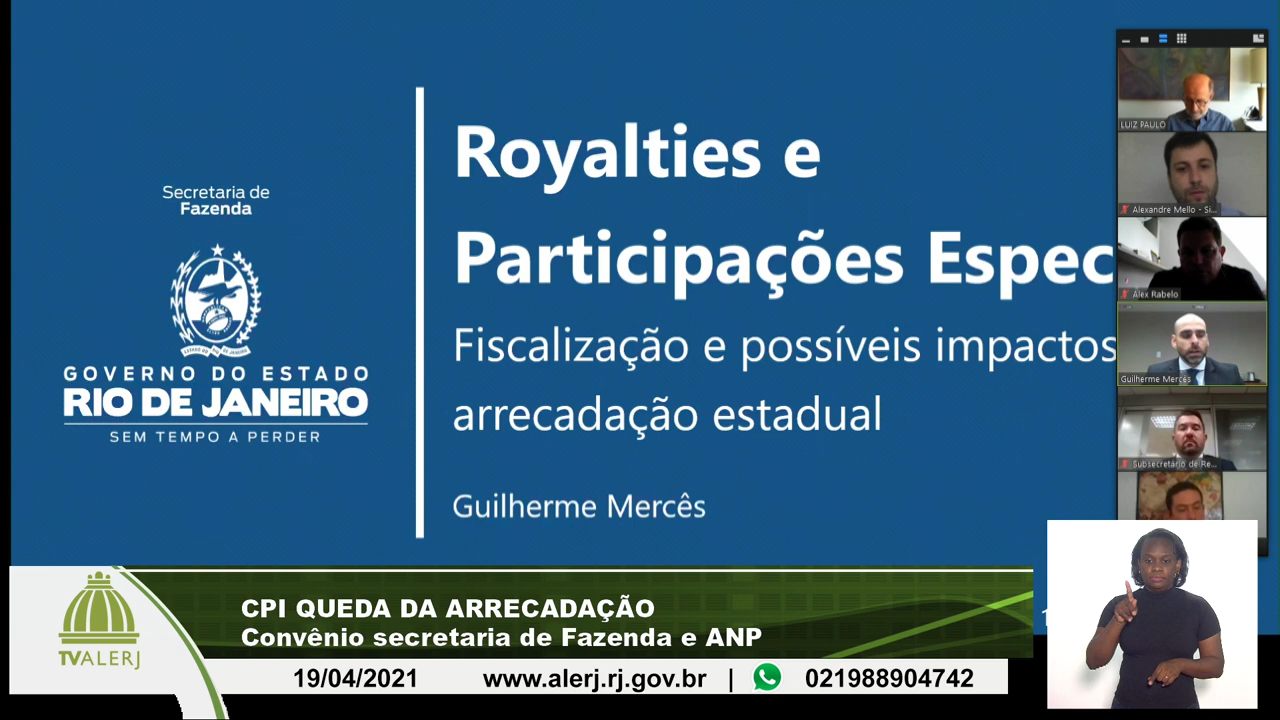 Secretaria de
Fazenda
GOVERNO DO ESTADO
RIO DE JANEIRO
SEM TEMPO A PERDER
Royalties e
Participações Espec
Fiscalização e possíveis impactos
arrecadação estadual
Guilherme Mercês
LUIZ PAULO
Alexandre Mello - Si...
Alex Rabelo
Guilherme Mercês
Subsecretário de Re...
TVALERJ
CPI QUEDA DA ARRECADAÇÃO
Convênio secretaria de Fazenda e ANP
19/04/2021 www.alerj.rj.gov.br | 021988904742